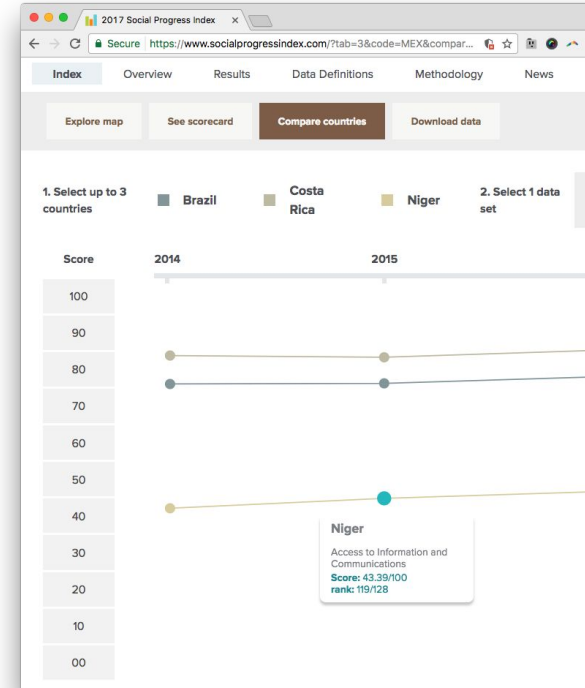 2017 Social Progress Index
Secure https://www.socialprogressindex.com/?tab=3&code=MEX&compar...
Index Overview Results Data Definitions Methodology News
Explore map See scorecard Compare countries Download data
1. Select up to 3
countries
Brazil
Costa
Rica
Niger
2. Select 1 data
set
Score 2014 2015
100
90
80
70
60
50
40
30
20
10
00
Niger
Access to Information and
Communications
Score: 43.39/100
rank: 119/128